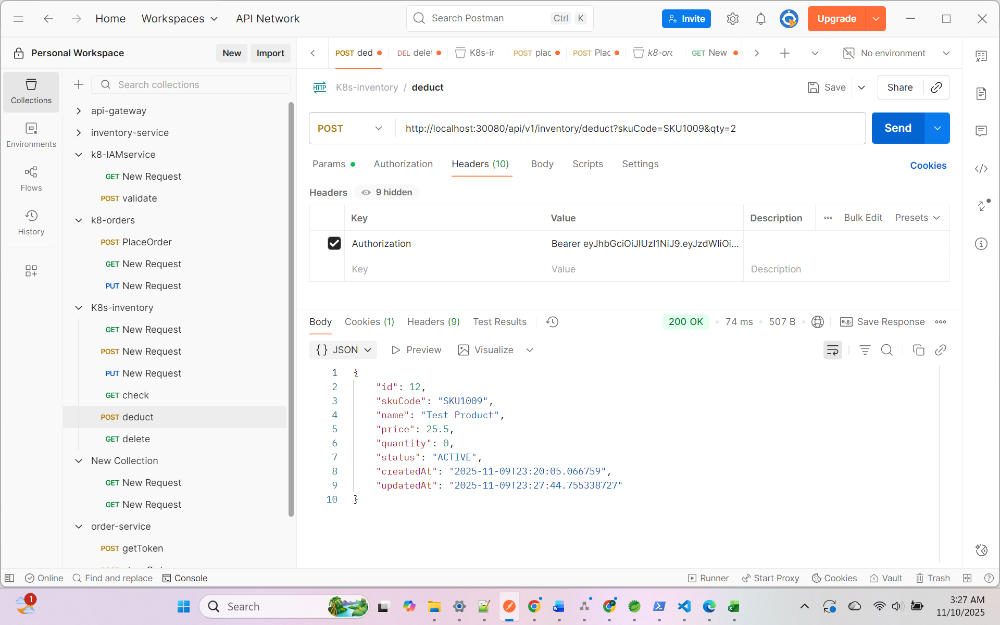 Home
Workspaces
API Network
Search Postman
Ctrl
K
Invite
Upgrade
Personal Workspace
New
Import
POST ded
DEL
K8s-ir
POST plac
POST Plac
GET New
No environment
Collections
Environments
Flows
History
Search collections
api-gateway
inventory-service
k8-IAMservice
GET New Request
POST validate
k8-orders
POST PlaceOrder
GET New Request
PUT New Request
K8s-inventory
GET New Request
POST New Request
PUT New Request
GET check
POST deduct
GET delete
New Collection
GET New Request
GET New Request
order-service
POST getToken
HTTP K8s-inventory / deduct
Save
Share
POST
http://localhost:30080/api/v1/inventory/deduct?skuCode=SKU1009&qty=2
Send
Params
Authorization
Headers (10)
Body
Scripts
Settings
Cookies
Headers
9 hidden
Key
Value
Description
Bulk Edit
Presets
Authorization
Bearer eyJhbGciOiJIUzI1NiJ9.eyJzdWIiOi...
Key
Value
Description
Body
Cookies (1)
Headers (9)
Test Results
200 OK
74 ms
507 B
e.g.
Save Response
{} JSON
Preview
Visualize
1 {
2 "id": 12,
3 "skuCode": "SKU1009",
4 "name": "Test Product",
5 "price": 25.5,
6 "quantity": 0,
7 "status": "ACTIVE",
8 "createdAt": "2025-11-09T23:20:05.066759",
9 "updatedAt": "2025-11-09T23:27:44.755338727"
10 }
Online
Find and replace
Console
Runner
Start Proxy
Cookies
Vault
Trash
1
Search
3:27 AM
11/10/2025